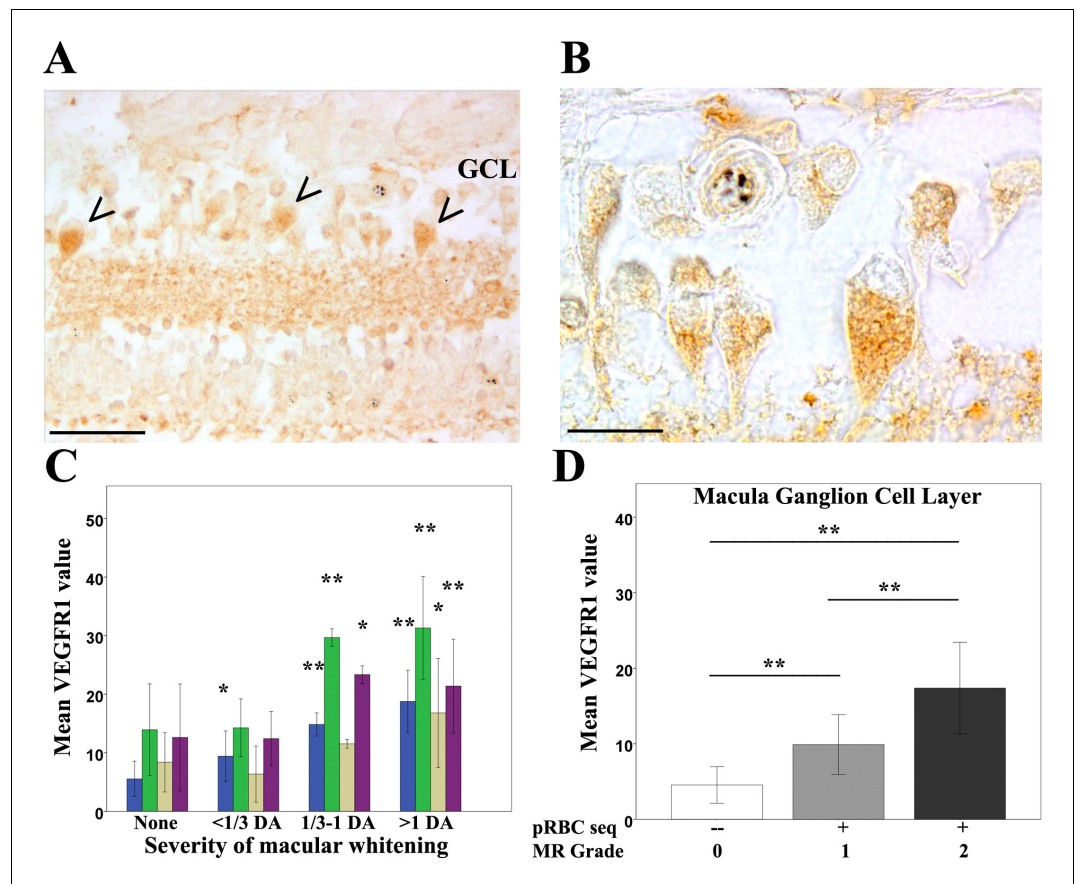 A
B
GCL
C
D
50
40
30
20
10
0
Mean VEGFR1 value
*
**
**
*
**
**
*
**
None <1/3 DA 1/3-1 DA >1 DA
Severity of macular whitening
Macula Ganglion Cell Layer
40
30
20
10
0
Mean VEGFR1 value
**
**
**
pRBC seq -- + +
MR Grade 0 1 2